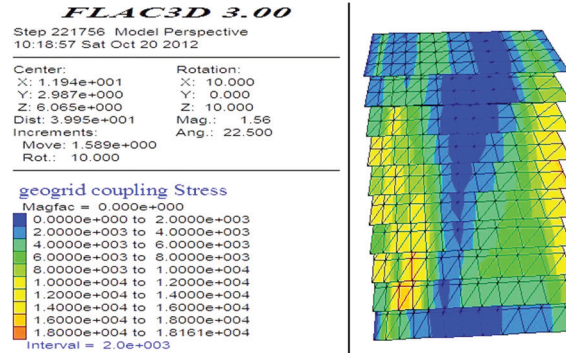 FLAC3D 3.00
Step 221756 Model Perspective
10:18:57 Sat Oct 20 2012
Center: Rotation:
X: 1.194e+001 X: 10.000
Y: 2.987e+000 Y: 0.000
Z: 6.065e+000 Z: 10.000
Dist: 3.995e+001 Mag.: 1.56
Increments: Ang.: 22.500
Move: 1.589e+000
Rot.: 10.000
geogrid coupling Stress
Magfac = 0.000e+000
0.0000e+000 to 2.0000e+003
2.0000e+003 to 4.0000e+003
4.0000e+003 to 6.0000e+003
6.0000e+003 to 8.0000e+003
8.0000e+003 to 1.0000e+004
1.0000e+004 to 1.2000e+004
1.2000e+004 to 1.4000e+004
1.4000e+004 to 1.6000e+004
1.6000e+004 to 1.8000e+004
1.8000e+004 to 1.8161e+004
Interval = 2.0e+003